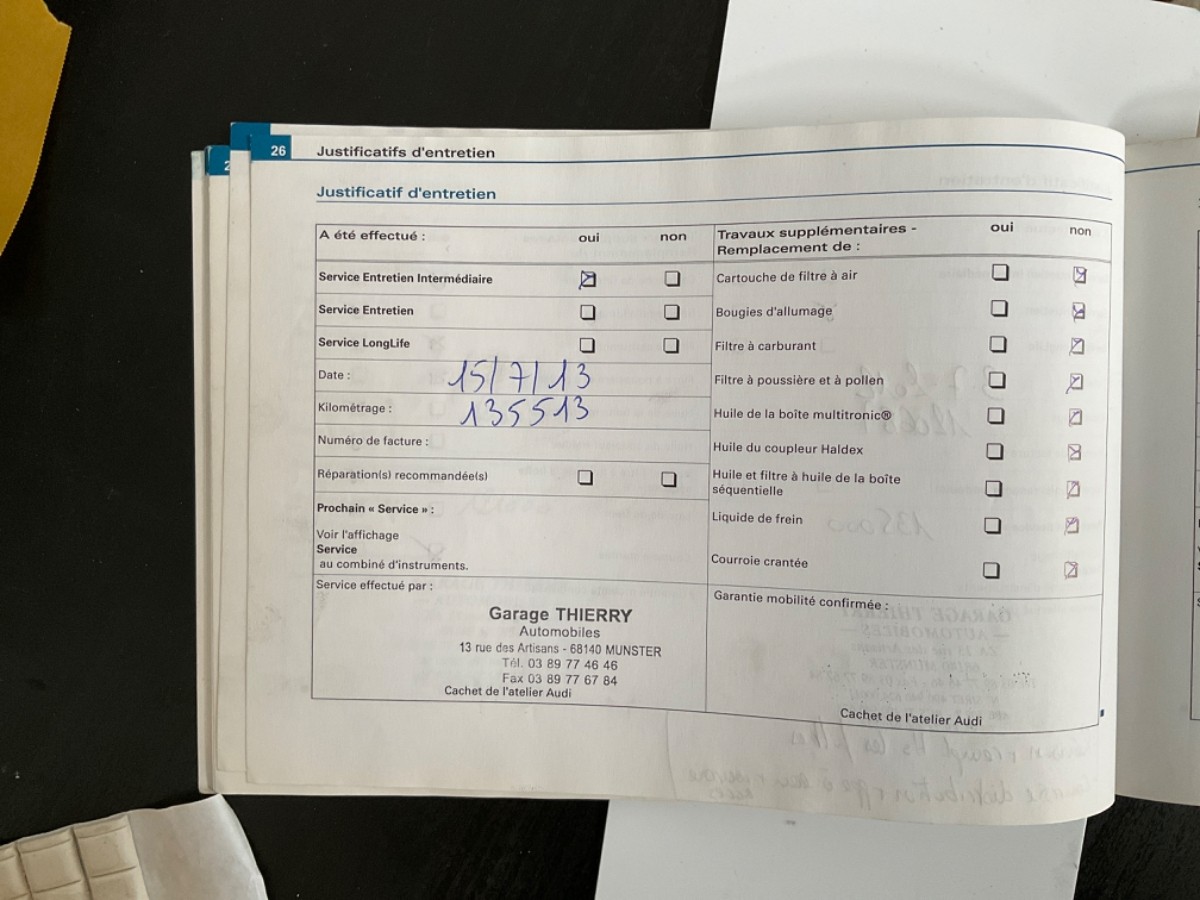 26 Justificatifs d'entretien
Justificatif d'entretien
A été effectué : oui non
Service Entretien Intermédiaire
Service Entretien
Service LongLife
Date : 15/7/13
Kilométrage : 135513
Numéro de facture :
Réparation(s) recommandée(s)
Prochain « Service » :
Voir l'affichage
Service
au combiné d'instruments.
Service effectué par :
Garage THIERRY
Automobiles
13 rue des Artisans - 68140 MUNSTER
Tél. 03 89 77 46 46
Fax 03 89 77 67 84
Cachet de l'atelier Audi
Travaux supplémentaires - oui non
Remplacement de :
Cartouche de filtre à air
Bougies d'allumage
Filtre à carburant
Filtre à poussière et à pollen
Huile de la boîte multitronic®
Huile du coupleur Haldex
Huile et filtre à huile de la boîte
séquentielle
Liquide de frein
Courroie crantée
Garantie mobilité confirmée :
Cachet de l'atelier Audi